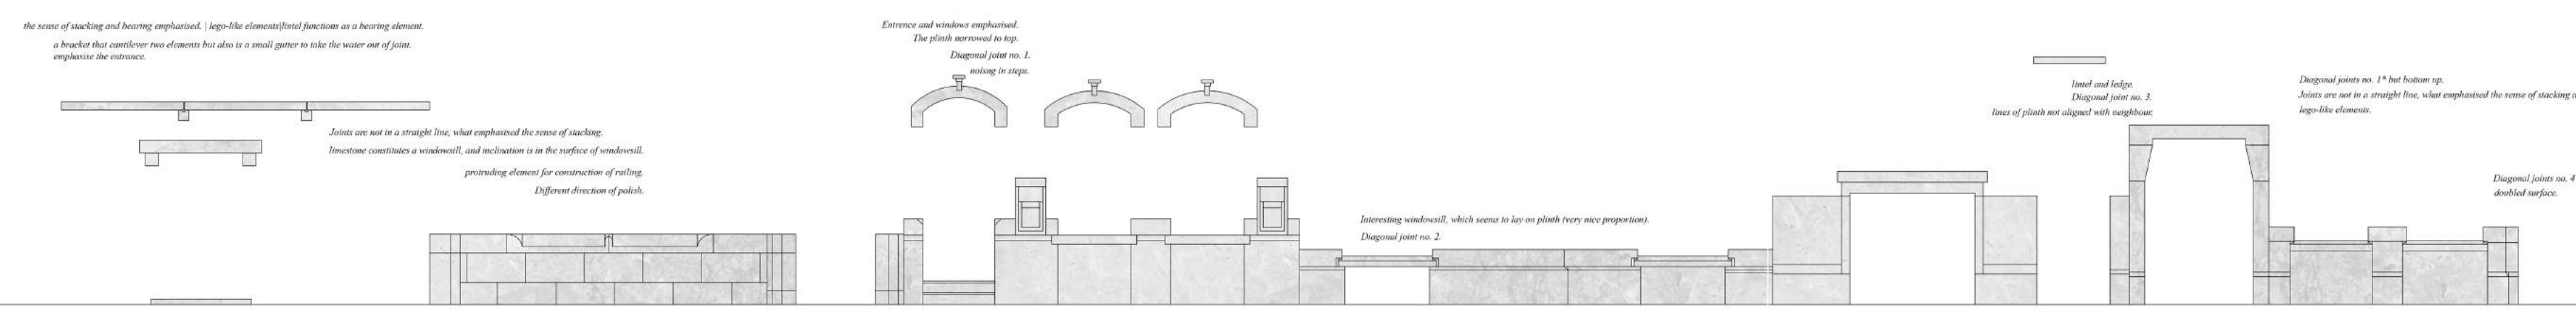 the sense of stacking and bearing emphasised. | lego-like elements|lintel functions as a bearing element.
a bracket that cantilever two elements but also is a small gutter to take the water out of joint.
emphasise the entrance.
Joints are not in a straight line, what emphasised the sense of stacking.
limestone constitutes a windowsill, and inclination is in the surface of windowsill.
protruding element for construction of railing.
Different direction of polish.
Entrence and windows emphasised.
The plinth narrowed to top.
Diagonal joint no. 1.
noisng in steps.
Interesting windowsill, which seems to lay on plinth (very nice proportion).
Diagonal joint no. 2.
lintel and ledge.
Diagonal joint no. 3.
lines of plinth not aligned with neighbour.
Diagonal joints no. 1* but bottom up.
Joints are not in a straight line, what emphasised the sense of stacking
lego-like elements.
Diagonal joints no. 4
doubled surface.